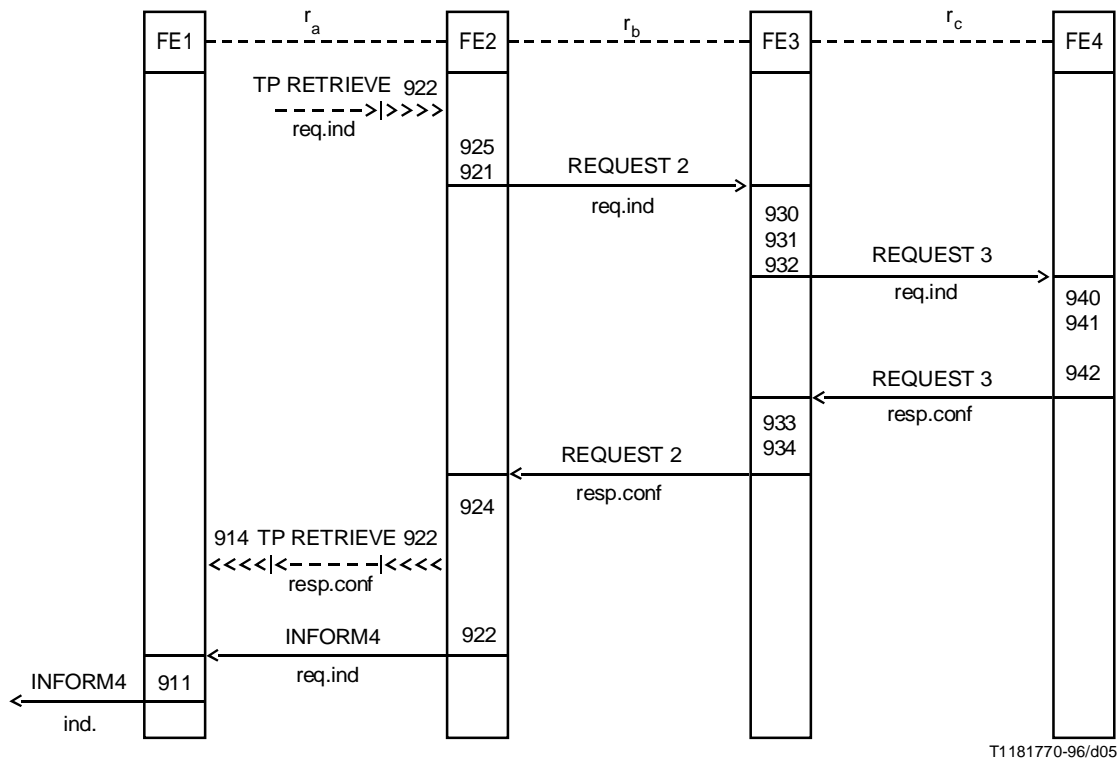 r_a r_b r_c
FE1 FE2 FE3 FE4
TP RETRIEVE 922
req.ind
925
921 REQUEST 2
req.ind
930
931
932 REQUEST 3
req.ind
940
941
REQUEST 3 942
resp.conf
933
934
REQUEST 2
resp.conf
924
914 TP RETRIEVE 922
resp.conf
INFORM4 922
req.ind
INFORM4 911
ind.
T1181770-96/d05